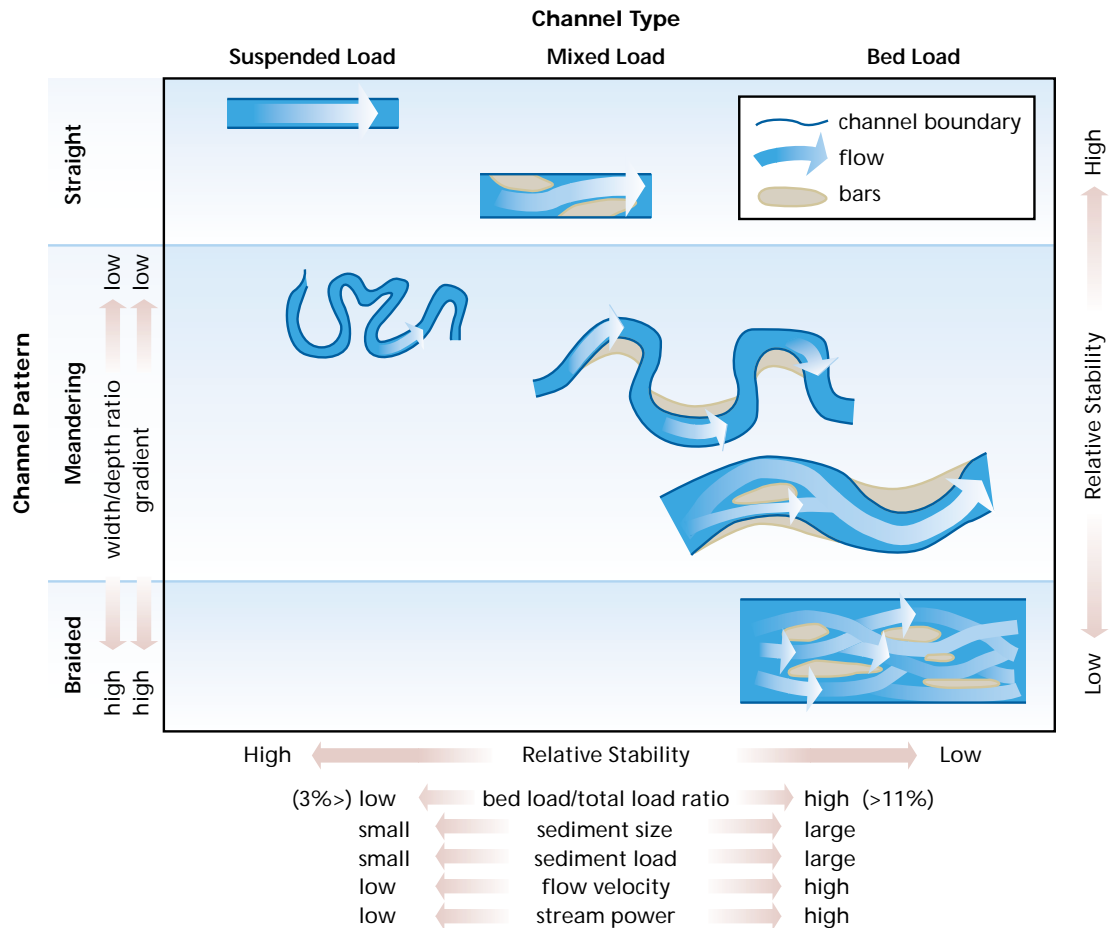 Channel Type
Suspended Load Mixed Load Bed Load
channel boundary
flow
bars
Channel Pattern
Straight
Meandering
Braided
low low
width/depth ratio
gradient
high high
High
Relative Stability
Low
High Relative Stability Low
(3%>) low bed load/total load ratio high (>11%)
small sediment size large
small sediment load large
low flow velocity high
low stream power high